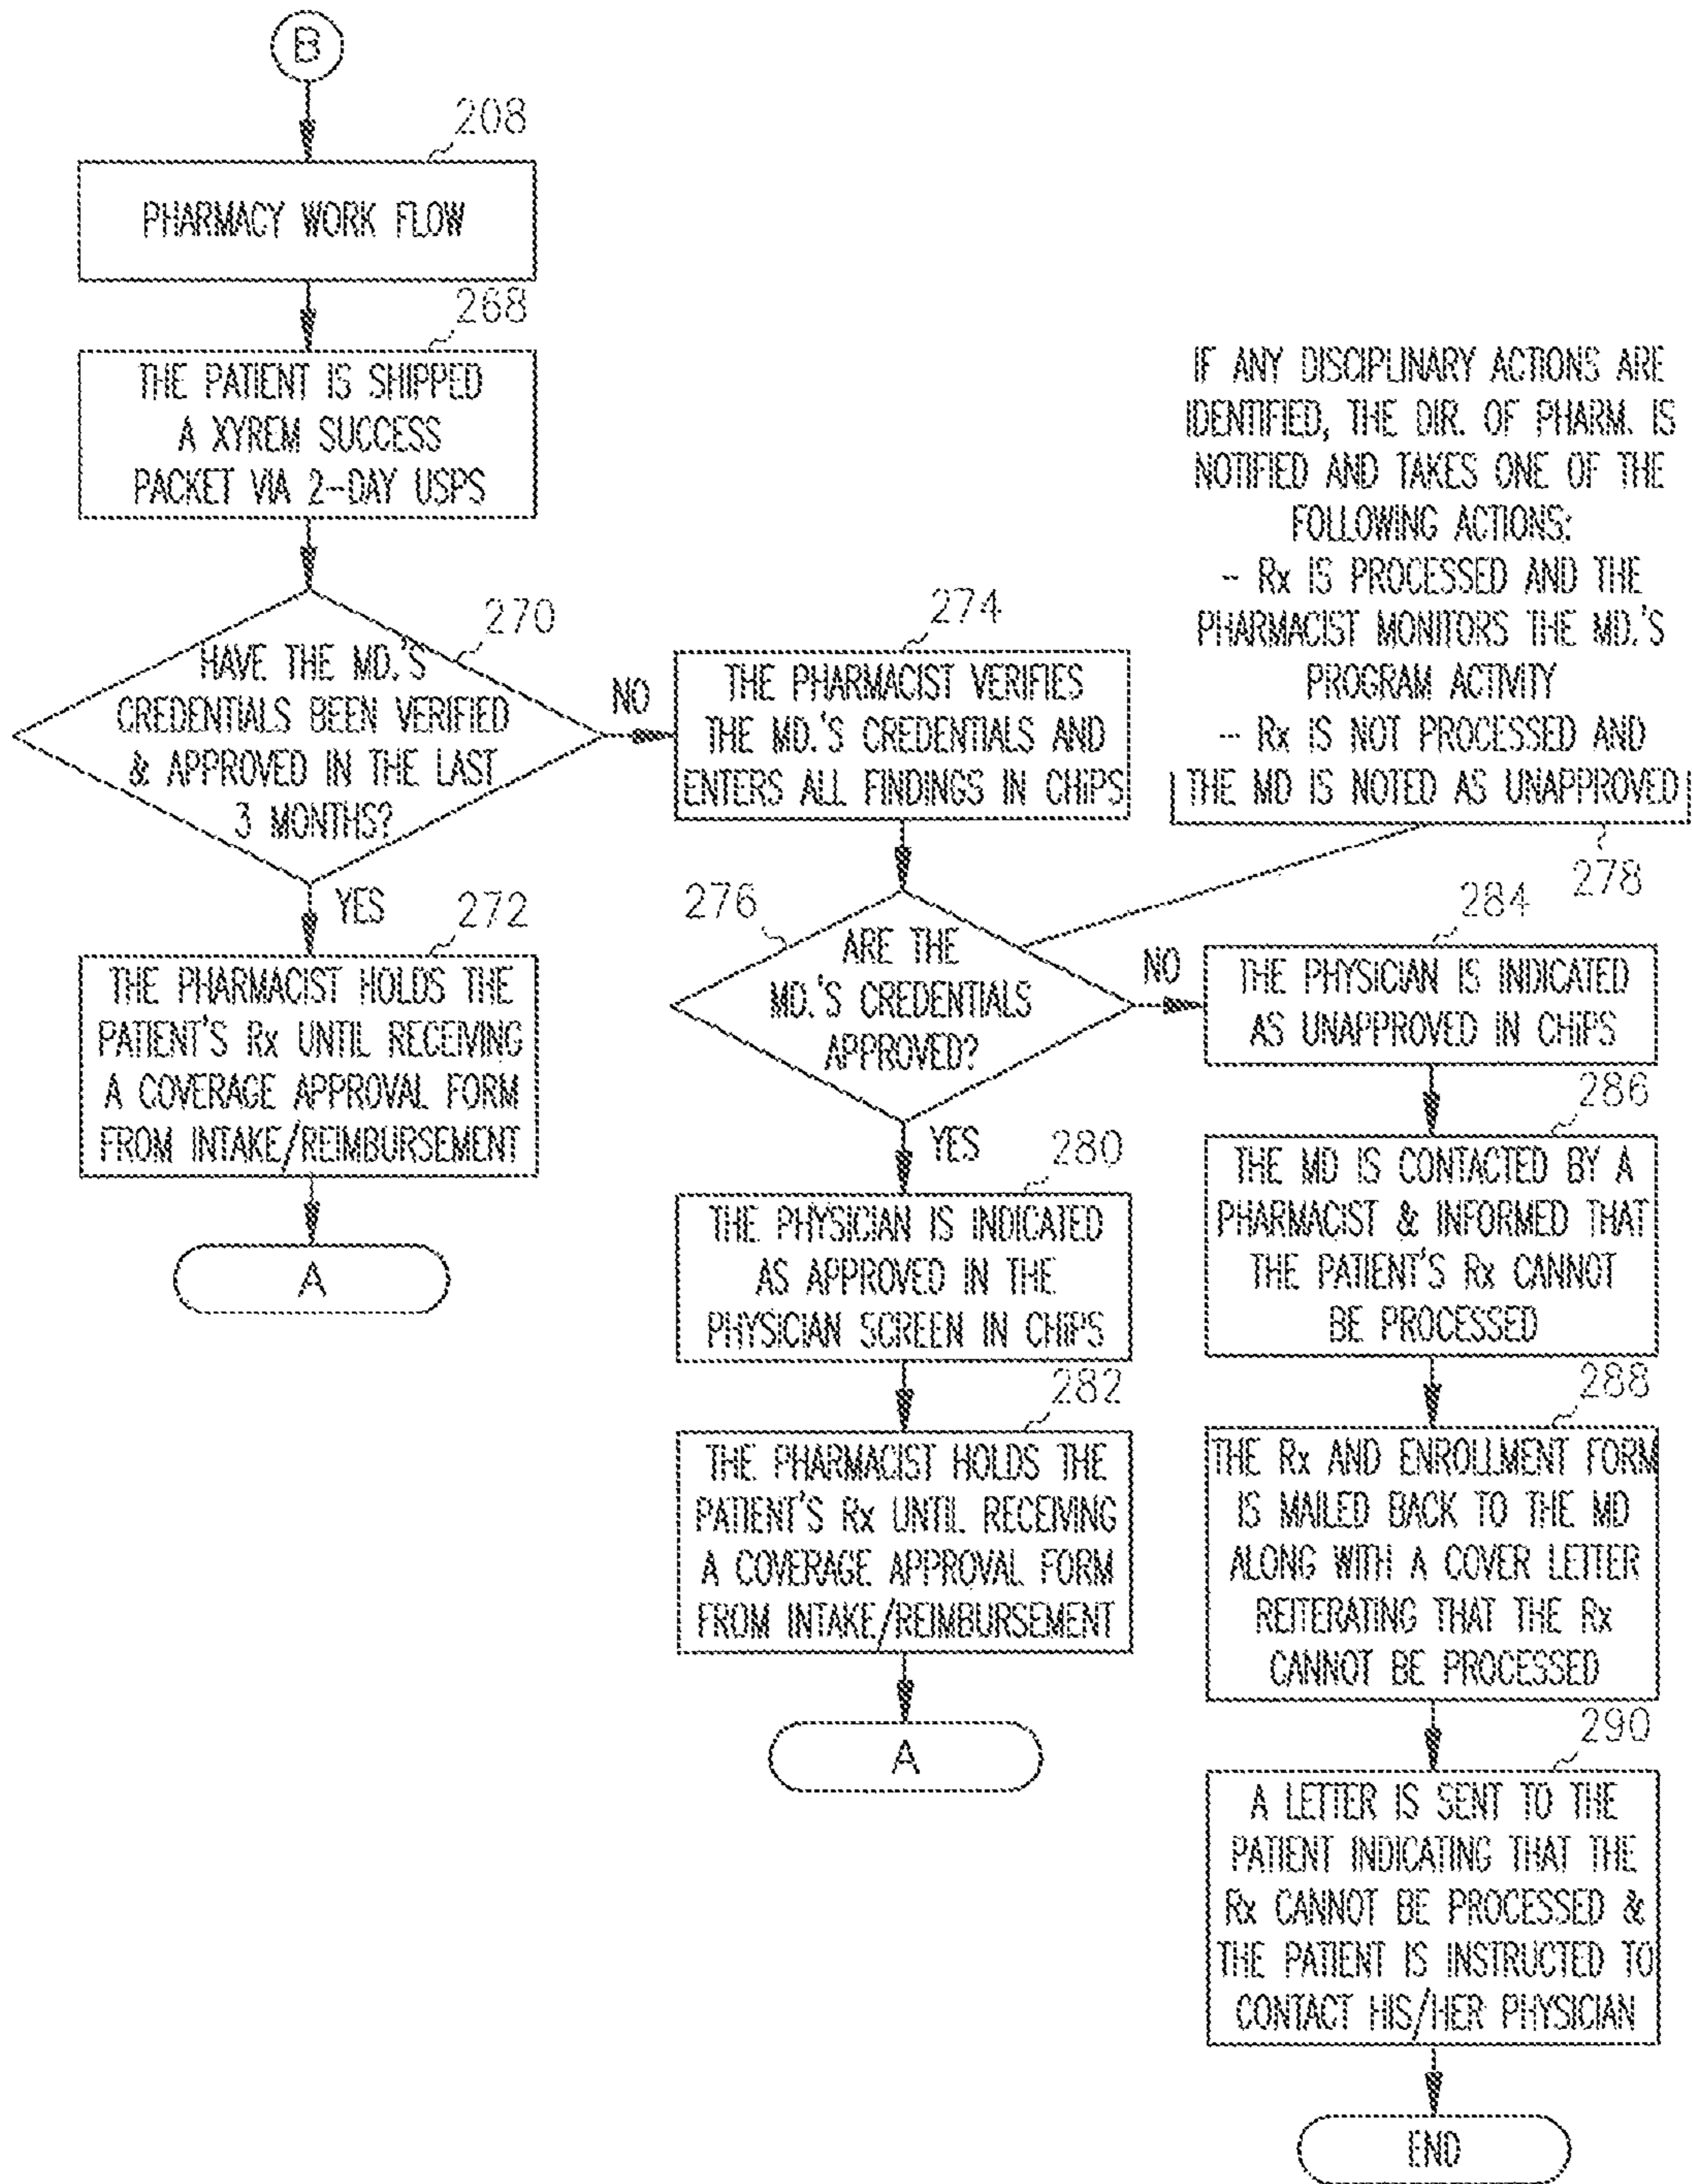 B
208
PHARMACY WORK FLOW
268
THE PATIENT IS SHIPPED
A XYREM SUCCESS
PACKET VIA 2-DAY USPS
270
HAVE THE MD.'S
CREDENTIALS BEEN VERIFIED
& APPROVED IN THE LAST
3 MONTHS?
NO
YES
272
THE PHARMACIST HOLDS THE
PATIENT'S Rx UNTIL RECEIVING
A COVERAGE APPROVAL FORM
FROM INTAKE/REIMBURSEMENT
A
274
THE PHARMACIST VERIFIES
THE MD.'S CREDENTIALS AND
ENTERS ALL FINDINGS IN CHIPS
276
ARE THE
MD.'S CREDENTIALS
APPROVED?
NO
YES
IF ANY DISCIPLINARY ACTIONS ARE
IDENTIFIED, THE DIR. OF PHARM. IS
NOTIFIED AND TAKES ONE OF THE
FOLLOWING ACTIONS:
-- Rx IS PROCESSED AND THE
PHARMACIST MONITORS THE MD.'S
PROGRAM ACTIVITY
-- Rx IS NOT PROCESSED AND
THE MD IS NOTED AS UNAPPROVED
278
280
THE PHYSICIAN IS INDICATED
AS APPROVED IN THE
PHYSICIAN SCREEN IN CHIPS
282
THE PHARMACIST HOLDS THE
PATIENT'S Rx UNTIL RECEIVING
A COVERAGE APPROVAL FORM
FROM INTAKE/REIMBURSEMENT
A
284
THE PHYSICIAN IS INDICATED
AS UNAPPROVED IN CHIPS
286
THE MD IS CONTACTED BY A
PHARMACIST & INFORMED THAT
THE PATIENT'S Rx CANNOT
BE PROCESSED
288
THE Rx AND ENROLLMENT FORM
IS MAILED BACK TO THE MD
ALONG WITH A COVER LETTER
REITERATING THAT THE Rx
CANNOT BE PROCESSED
290
A LETTER IS SENT TO THE
PATIENT INDICATING THAT THE
Rx CANNOT BE PROCESSED &
THE PATIENT IS INSTRUCTED TO
CONTACT HIS/HER PHYSICIAN
END